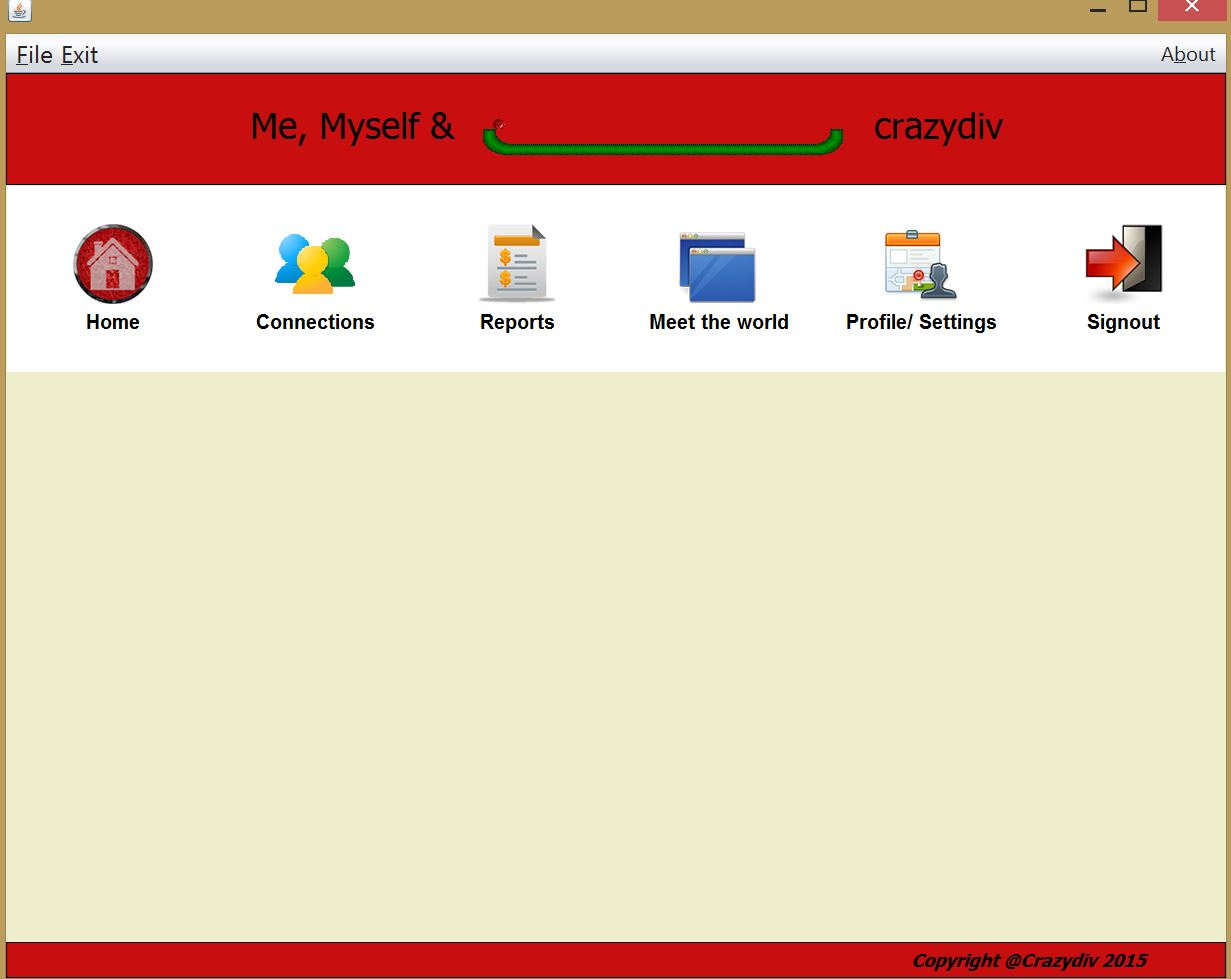 File Exit About
Me, Myself & crazydiv
Home Connections Reports Meet the world Profile/ Settings Signout
Copyright @Crazydiv 2015